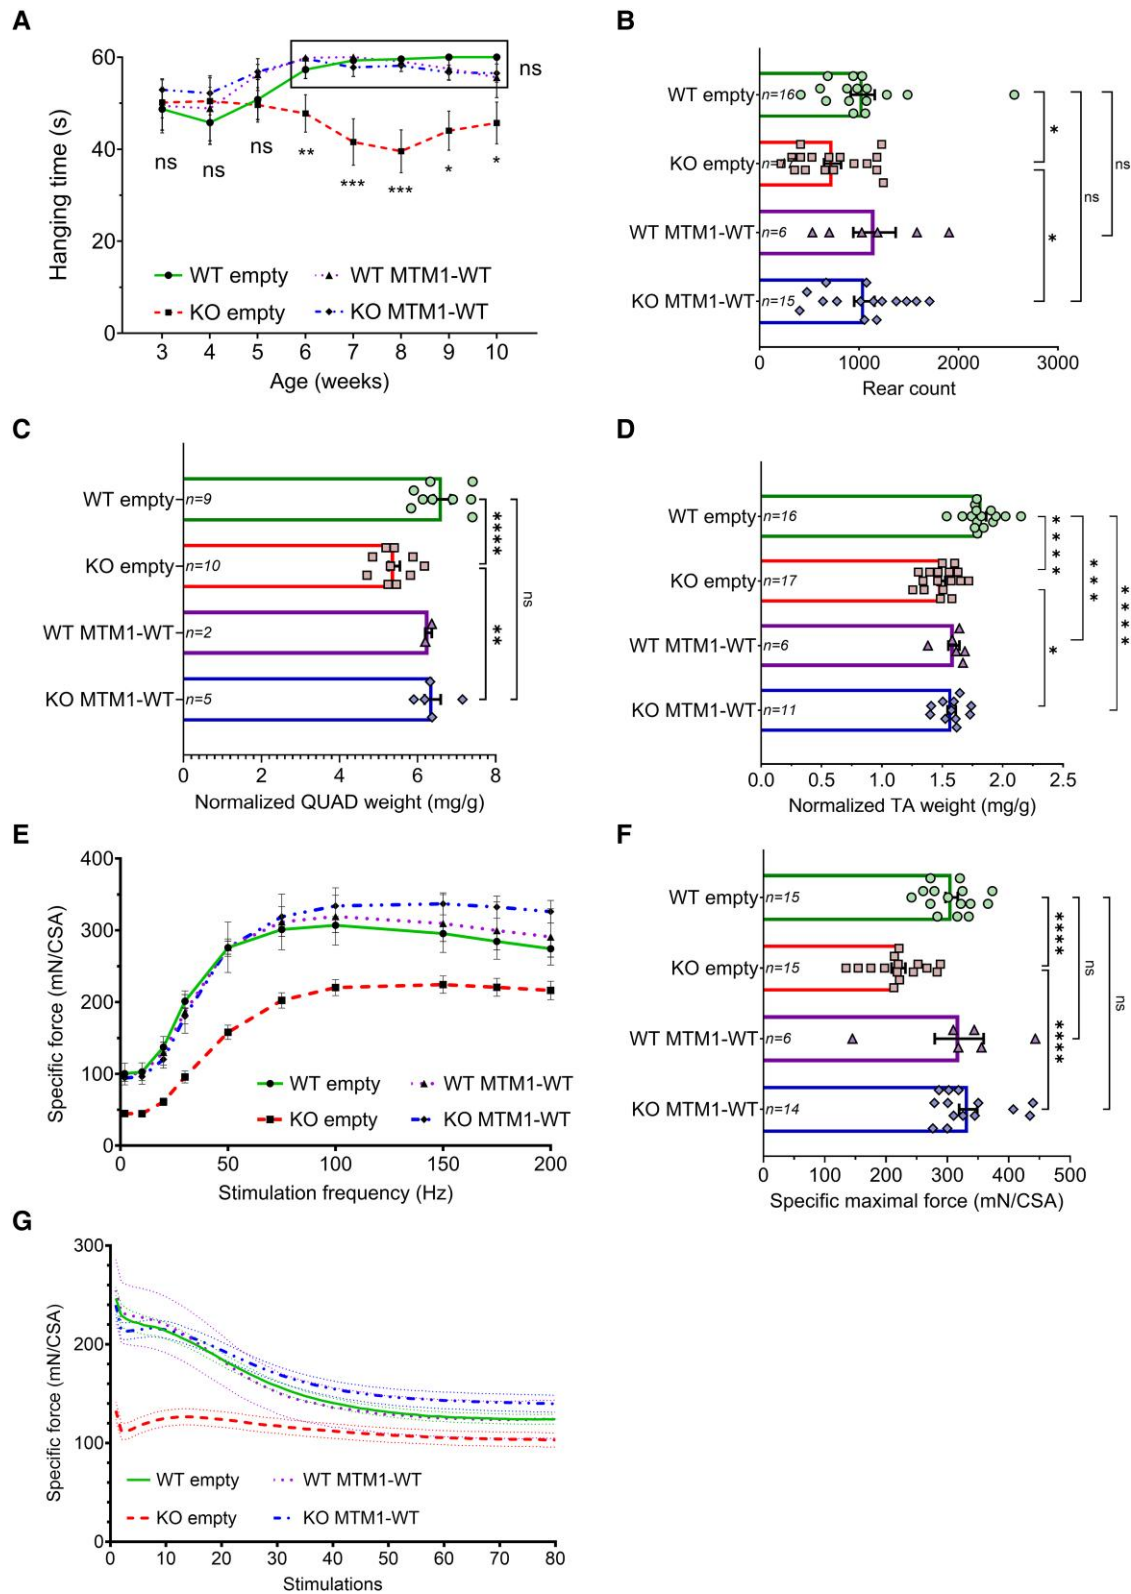 A
60
40
20
0
Hanging time (s)
ns
ns
ns
**
***
***
*
*
ns
WT empty
WT MTM1-WT
KO empty
KO MTM1-WT
3 4 5 6 7 8 9 10
Age (weeks)
B
WT empty n=16
KO empty
WT MTM1-WT n=6
KO MTM1-WT n=15
*
*
ns
ns
0 1000 2000 3000
Rear count
C
WT empty n=9
KO empty n=10
WT MTM1-WT n=2
KO MTM1-WT n=5
****
**
ns
0 2 4 6 8
Normalized QUAD weight (mg/g)
D
WT empty n=16
KO empty n=17
WT MTM1-WT n=6
KO MTM1-WT n=11
****
*
***
****
0.0 0.5 1.0 1.5 2.0 2.5
Normalized TA weight (mg/g)
E
400
300
200
100
0
Specific force (mN/CSA)
WT empty
WT MTM1-WT
KO empty
KO MTM1-WT
0 50 100 150 200
Stimulation frequency (Hz)
F
WT empty n=15
KO empty n=15
WT MTM1-WT n=6
KO MTM1-WT n=14
****
****
ns
ns
0 100 200 300 400 500
Specific maximal force (mN/CSA)
G
300
200
100
0
Specific force (mN/CSA)
WT empty
WT MTM1-WT
KO empty
KO MTM1-WT
0 10 20 30 40 50 60 70 80
Stimulations